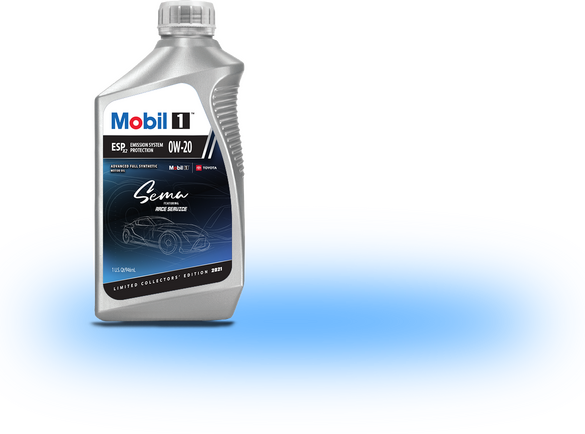 Mobil 1™
ESP X2 EMISSION SYSTEM PROTECTION 0W-20
ADVANCED FULL SYNTHETIC
MOTOR OIL
Mobil 1 TOYOTA
Sema
FEATURING
RACE SERVICE
1 U.S. QT/946mL
LIMITED COLLECTORS' EDITION 2021